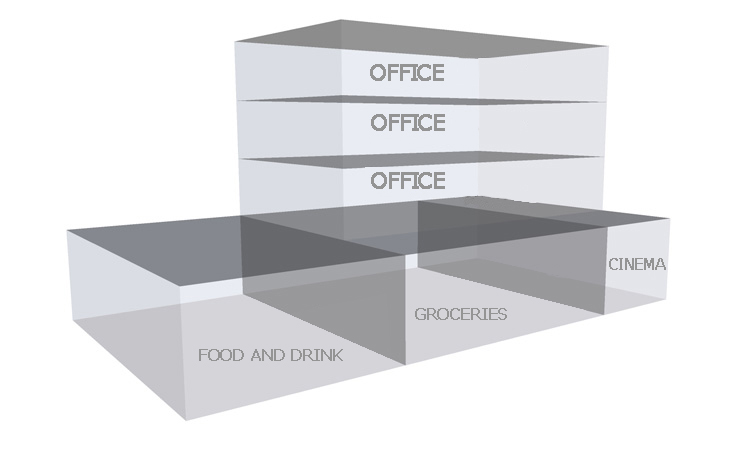 OFFICE
OFFICE
OFFICE
CINEMA
GROCERIES
FOOD AND DRINK